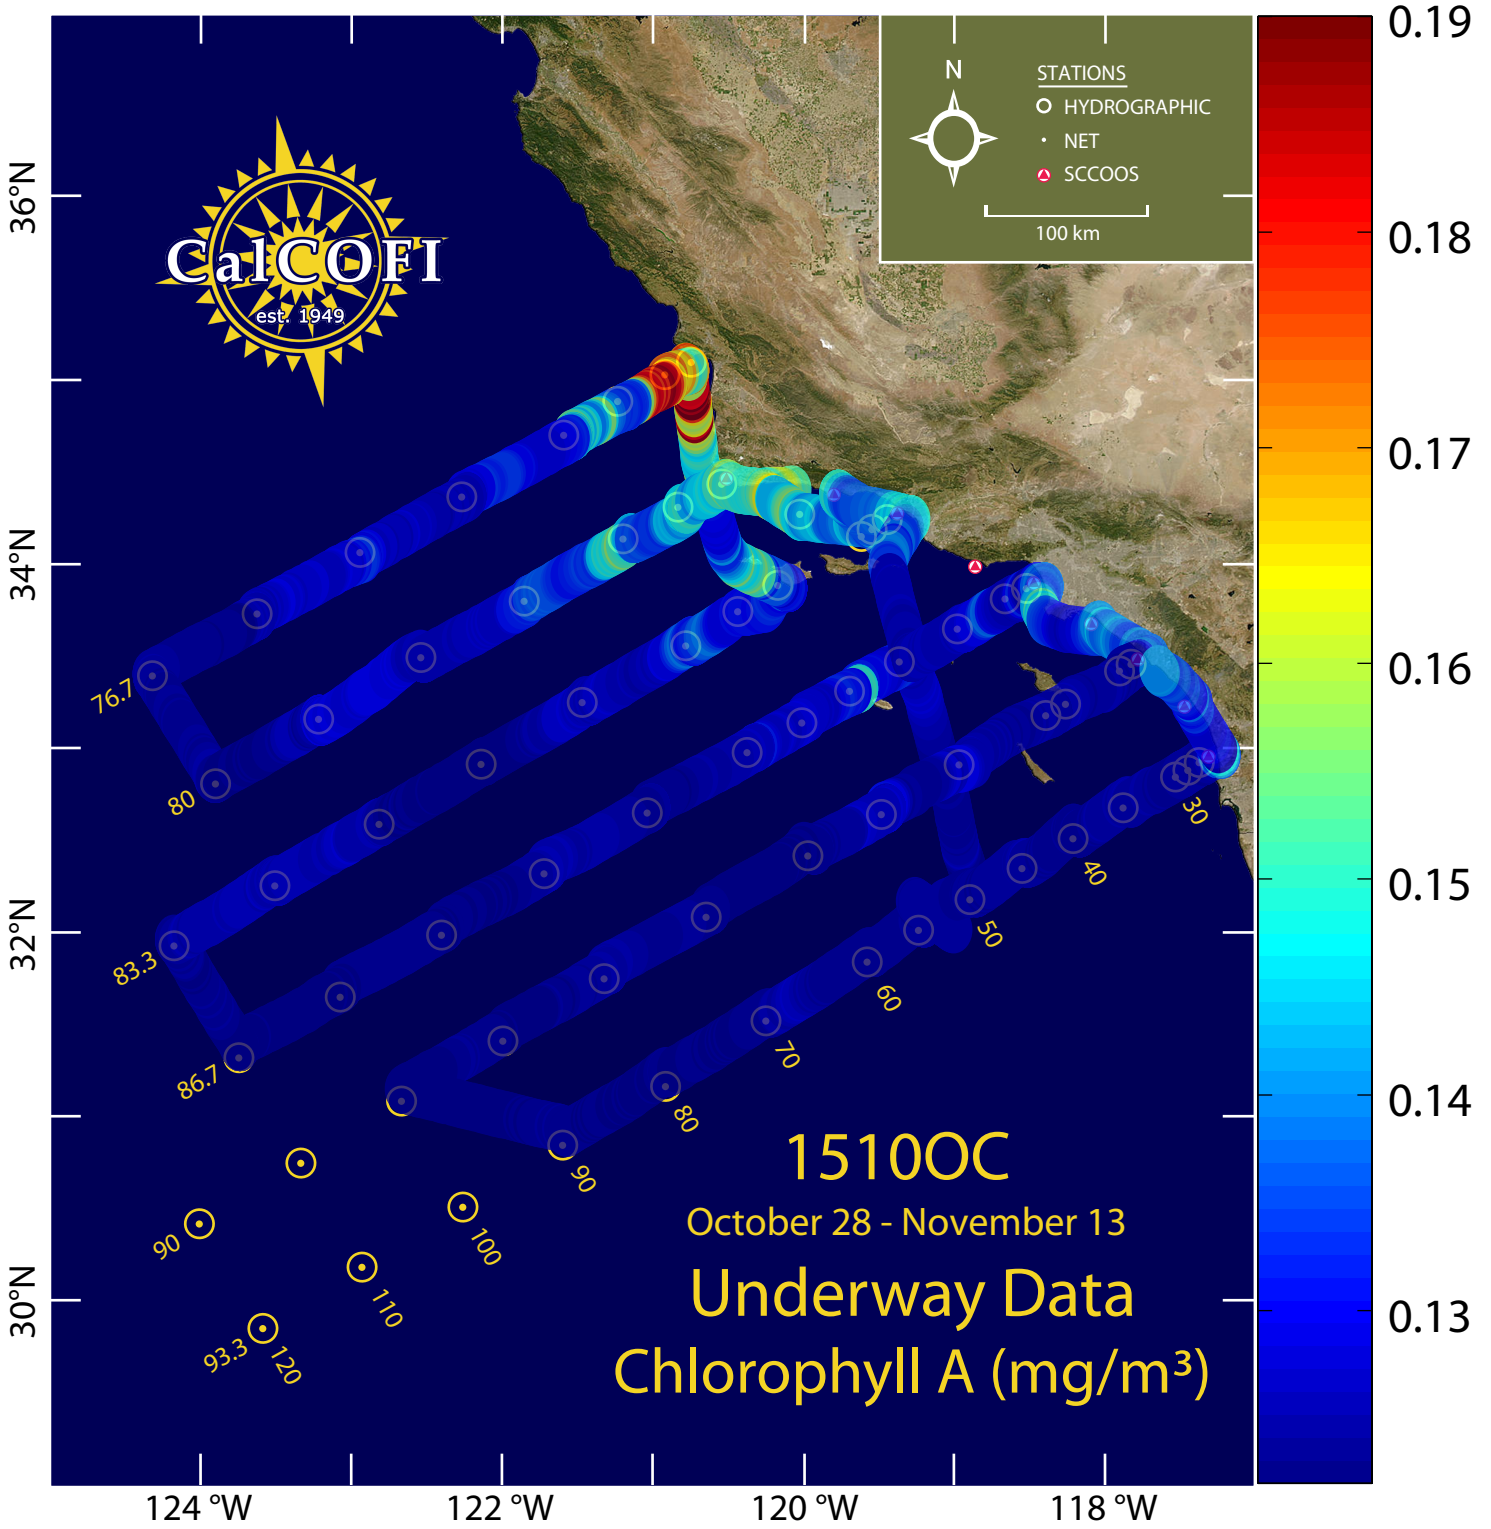 N
STATIONS
HYDROGRAPHIC
NET
SCCOOS
100 km
CalCOFI
est. 1949
0.19
0.18
0.17
0.16
0.15
0.14
0.13
36°N
34°N
32°N
30°N
76.7
80
83.3
86.7
90
93.3
30
40
50
60
70
80
90
100
110
120
1510OC
October 28 - November 13
Underway Data
Chlorophyll A (mg/m³)
124 °W
122 °W
120 °W
118 °W